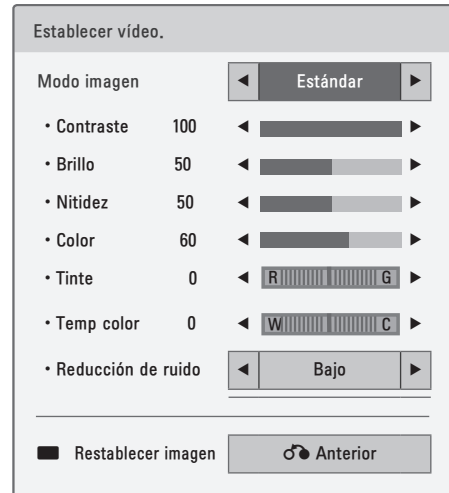 Establecer vídeo.
Modo imagen ◀ Estándar ▶
• Contraste 100 ◀ ▶
• Brillo 50 ◀ ▶
• Nitidez 50 ◀ ▶
• Color 60 ◀ ▶
• Tinte 0 ◀ R G ▶
• Temp color 0 ◀ W C ▶
• Reducción de ruido ◀ Bajo ▶
Restablecer imagen Anterior